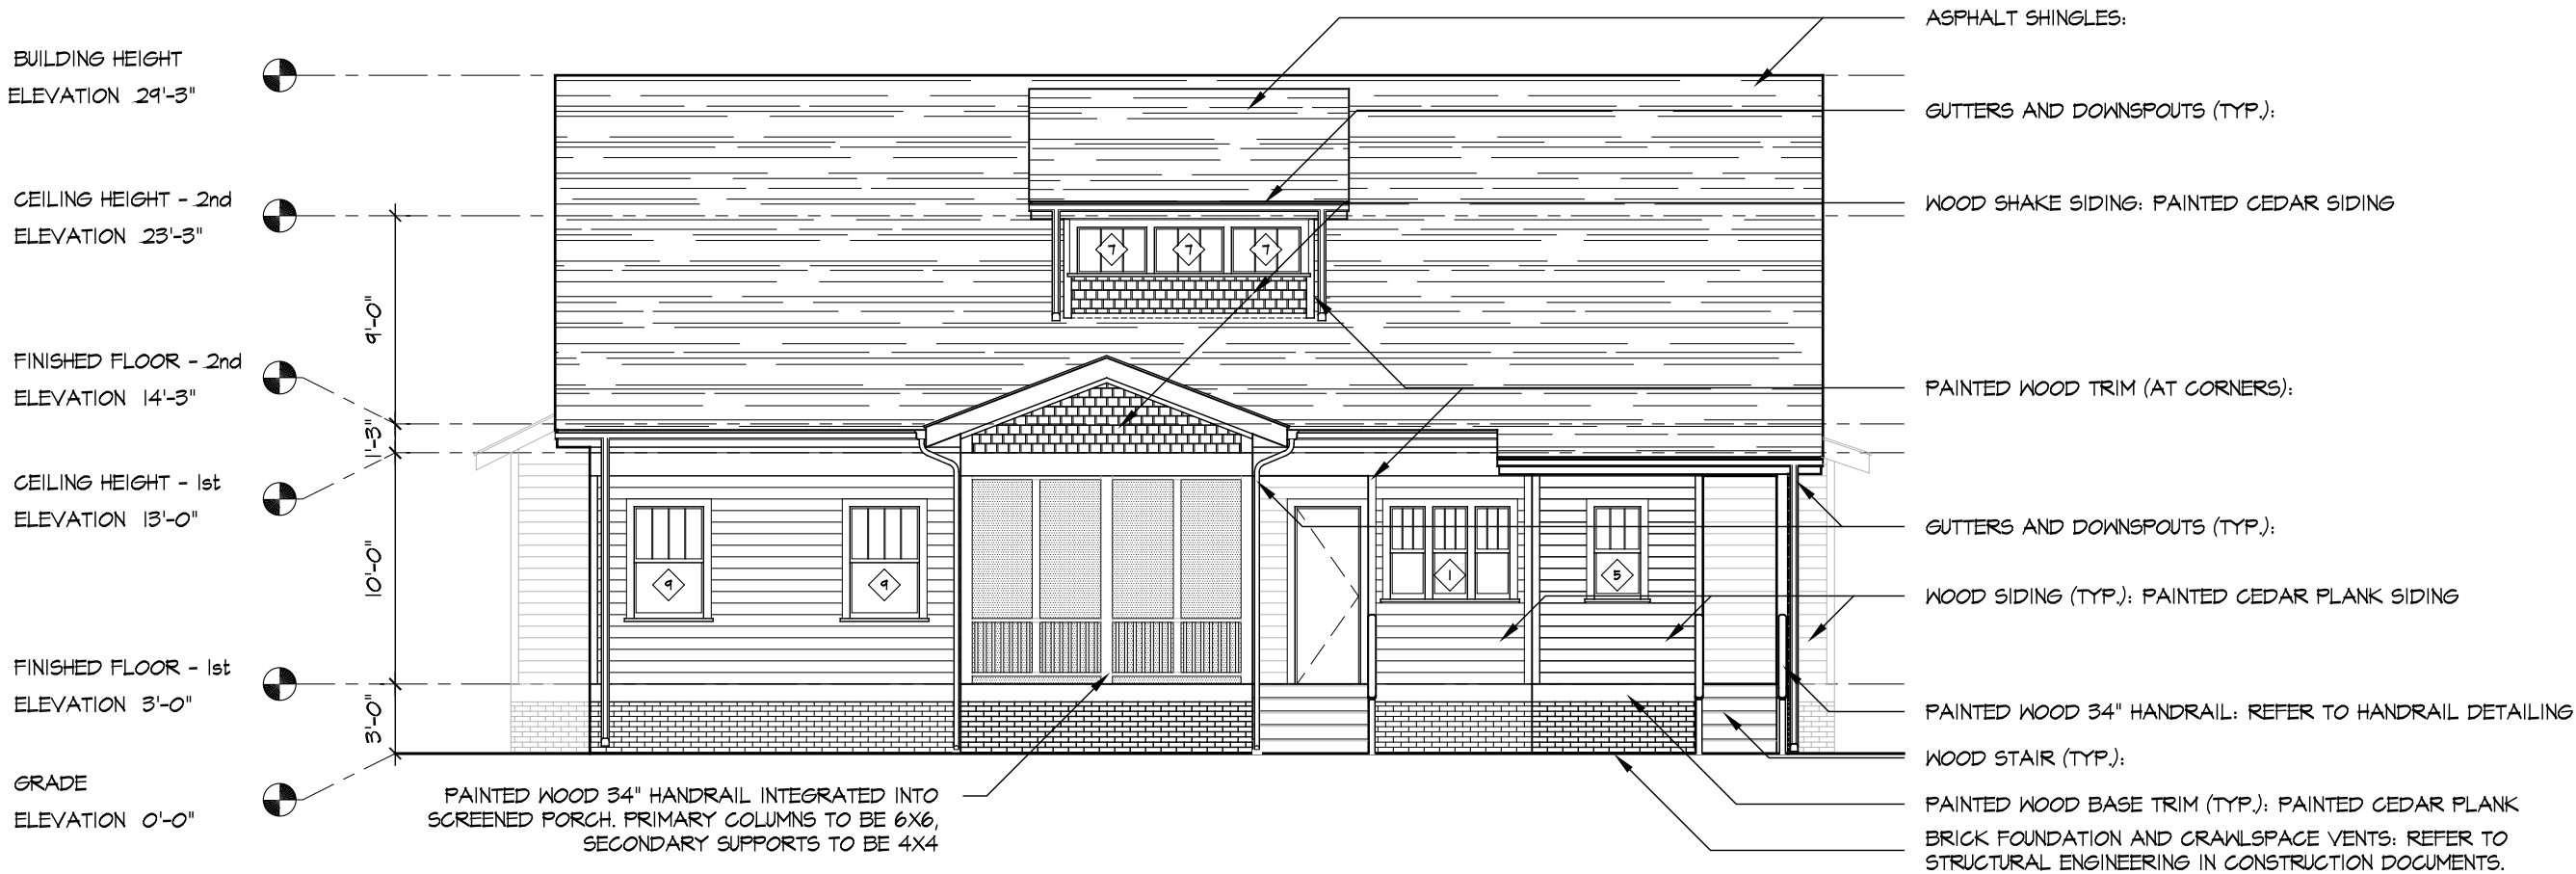 BUILDING HEIGHT
ELEVATION 29'-3"
CEILING HEIGHT - 2nd
ELEVATION 23'-3"
9'-0"
FINISHED FLOOR - 2nd
ELEVATION 14'-3"
1'-3"
CEILING HEIGHT - 1st
ELEVATION 13'-0"
10'-0"
FINISHED FLOOR - 1st
ELEVATION 3'-0"
3'-0"
GRADE
ELEVATION 0'-0"
7
7
7
9
9
1
5
PAINTED WOOD 34" HANDRAIL INTEGRATED INTO
SCREENED PORCH. PRIMARY COLUMNS TO BE 6X6,
SECONDARY SUPPORTS TO BE 4X4
ASPHALT SHINGLES:
GUTTERS AND DOWNSPOUTS (TYP.):
WOOD SHAKE SIDING: PAINTED CEDAR SIDING
PAINTED WOOD TRIM (AT CORNERS):
GUTTERS AND DOWNSPOUTS (TYP.):
WOOD SIDING (TYP.): PAINTED CEDAR PLANK SIDING
PAINTED WOOD 34" HANDRAIL: REFER TO HANDRAIL DETAILING
WOOD STAIR (TYP.):
PAINTED WOOD BASE TRIM (TYP.): PAINTED CEDAR PLANK
BRICK FOUNDATION AND CRAWLSPACE VENTS: REFER TO
STRUCTURAL ENGINEERING IN CONSTRUCTION DOCUMENTS.